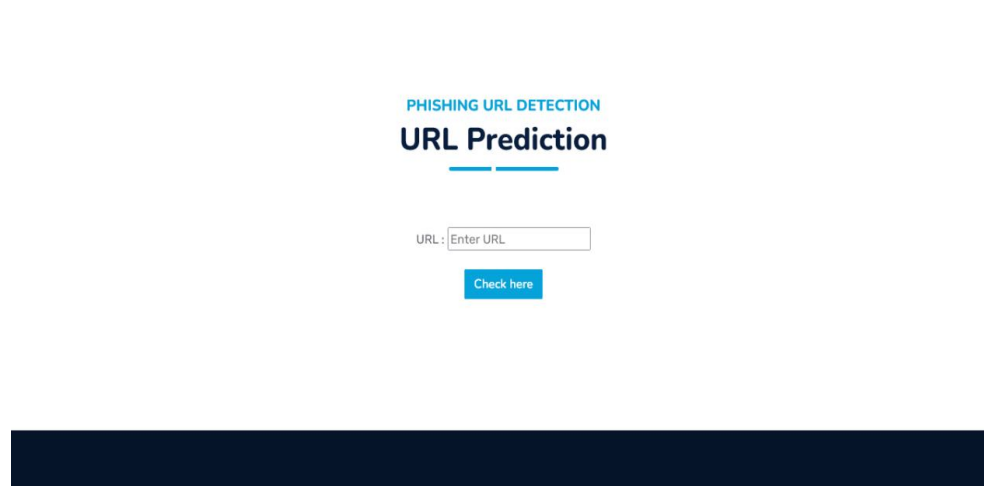 PHISHING URL DETECTION
URL Prediction
URL : Enter URL
Check here